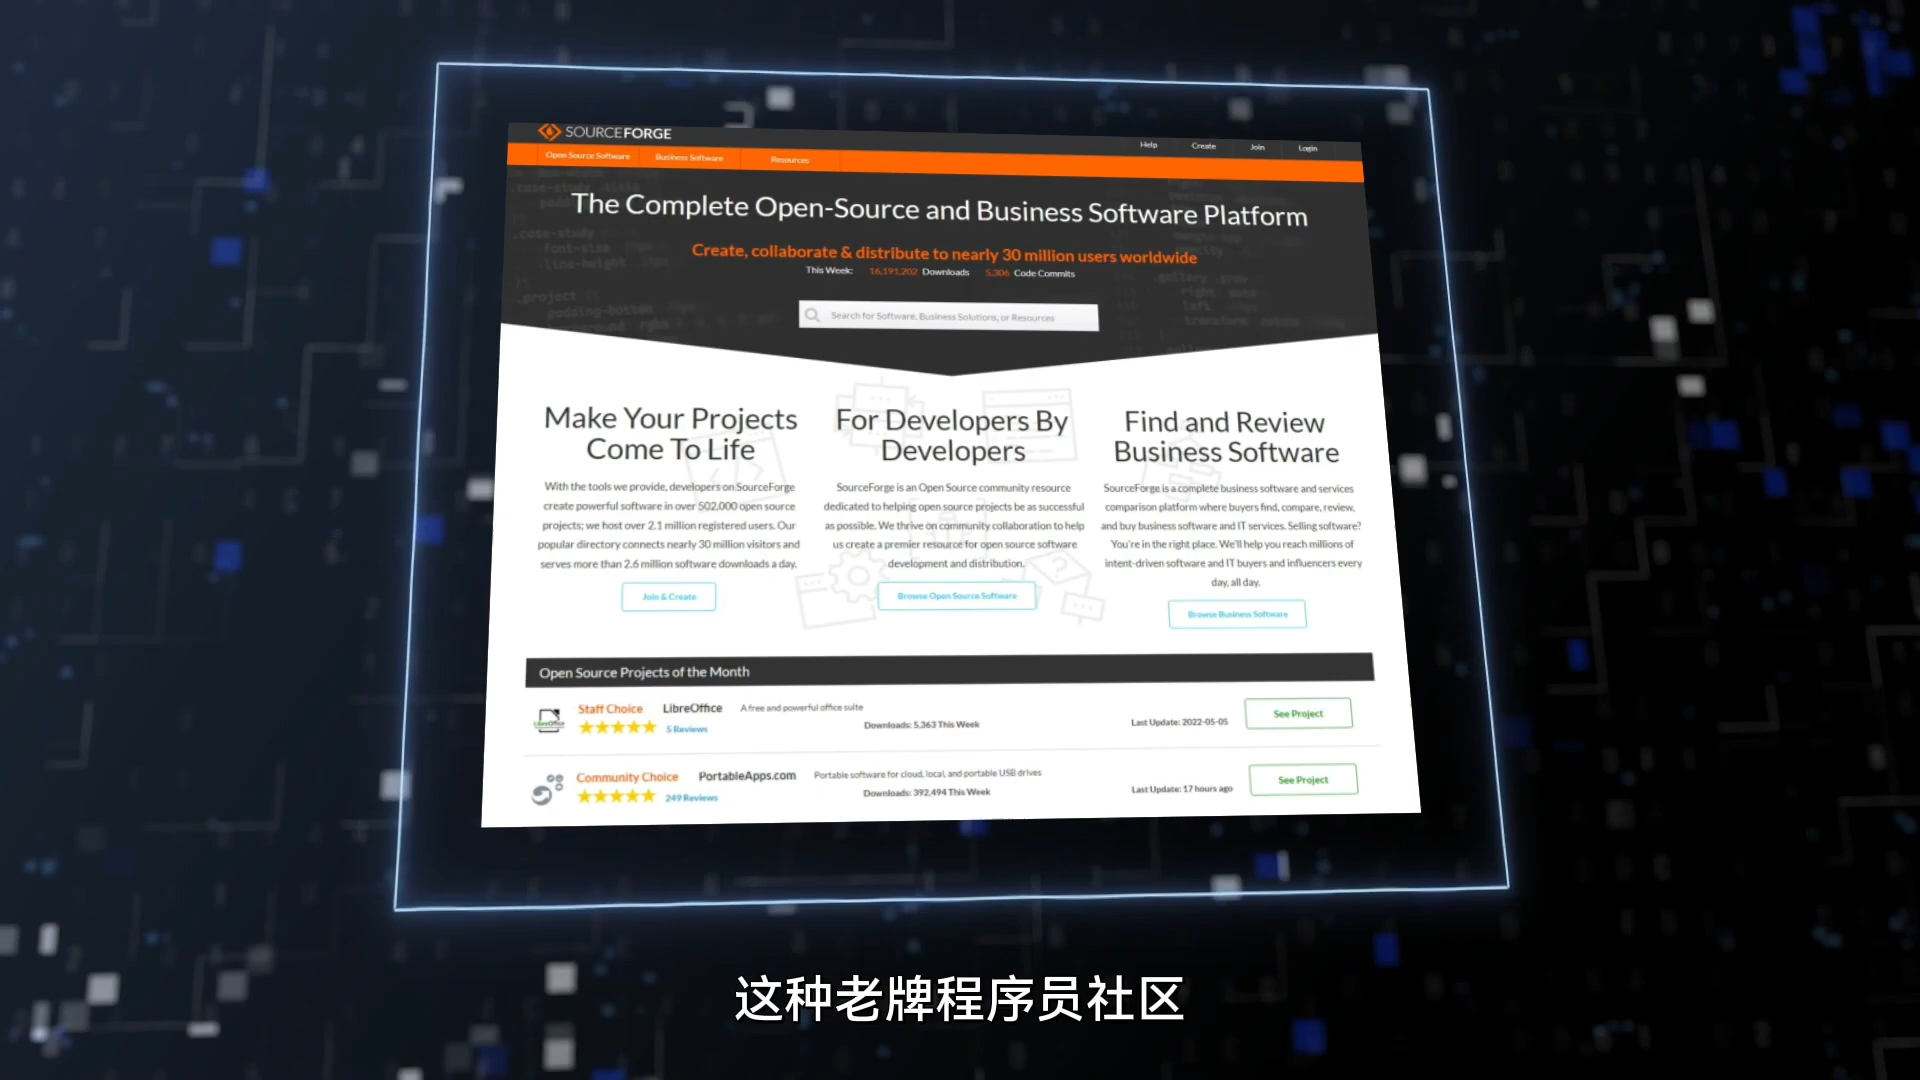 SOURCEFORGE
Help Create Join Login
Open Source Software Business Software Resources
The Complete Open-Source and Business Software Platform
Create, collaborate & distribute to nearly 30 million users worldwide
This Week: 16,191,202 Downloads 5,306 Code Commits
Search for Software, Business Solutions, or Resources
Make Your Projects
Come To Life
With the tools we provide, developers on SourceForge
create powerful software in over 502,000 open source
projects; we host over 2.1 million registered users. Our
popular directory connects nearly 30 million visitors and
serves more than 2.6 million software downloads a day.
Join & Create
For Developers By
Developers
SourceForge is an Open Source community resource
dedicated to helping open source projects be as successful
as possible. We thrive on community collaboration to help
us create a premier resource for open source software
development and distribution.
Browse Open Source Software
Find and Review
Business Software
SourceForge is a complete business software and services
comparison platform where buyers find, compare, review,
and buy business software and IT services. Selling software?
You're in the right place. We'll help you reach millions of
intent-driven software and IT buyers and influencers every
day, all day.
Browse Business Software
Open Source Projects of the Month
Staff Choice LibreOffice A free and powerful office suite
5 Reviews Downloads: 5,363 This Week Last Update: 2022-05-05 See Project
Community Choice PortableApps.com Portable software for cloud, local, and portable USB drives
249 Reviews Downloads: 392,494 This Week Last Update: 17 hours ago See Project
这种老牌程序员社区